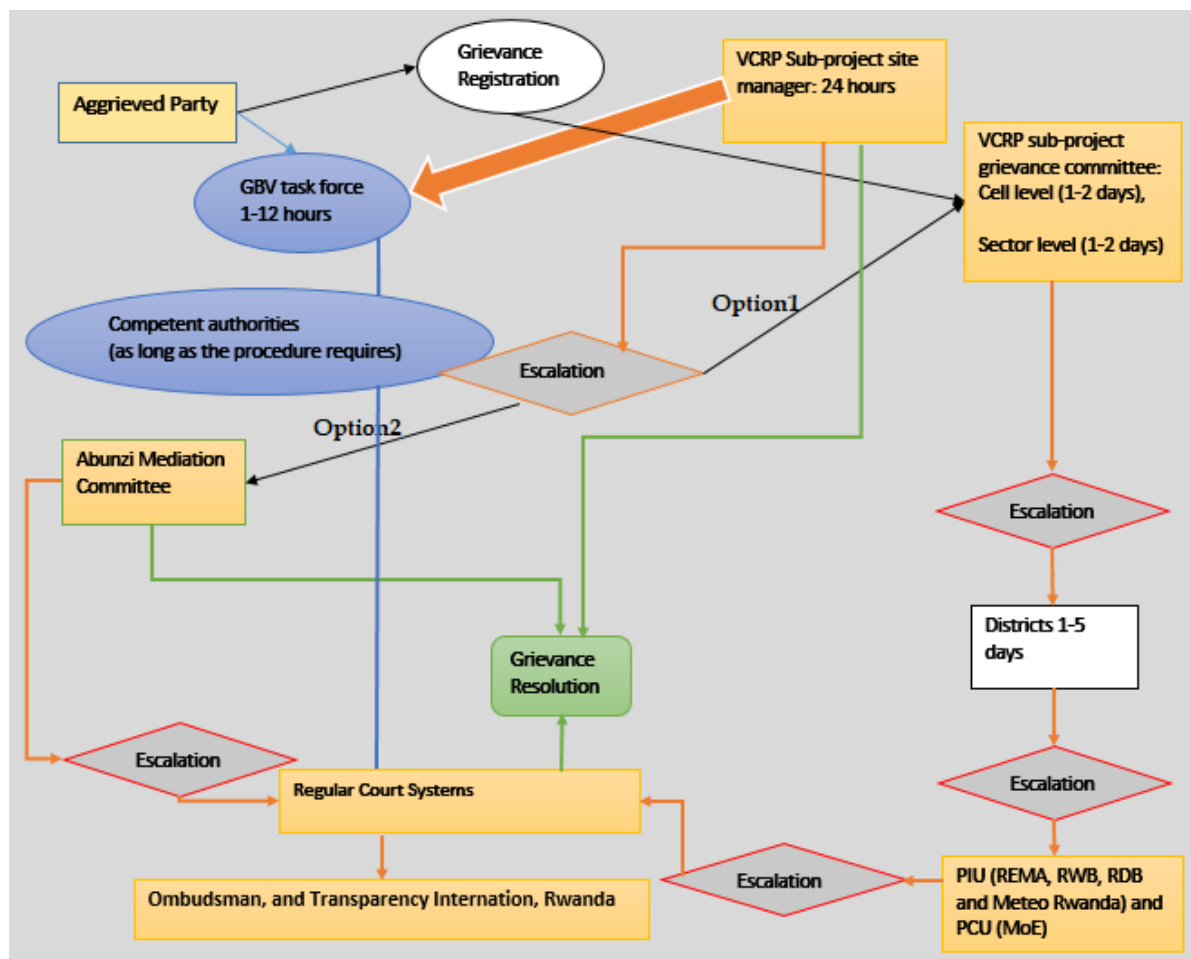 Grievance
Registration
VCRP Sub-project site
manager: 24 hours
Aggrieved Party
VCRP sub-project
grievance committee:
Cell level (1-2 days),
Sector level (1-2 days)
GBV task force
1-12 hours
Option1
Competent authorities
(as long as the procedure requires)
Escalation
Option2
Abunzi Mediation
Committee
Escalation
Districts 1-5
days
Grievance
Resolution
Escalation
Escalation
Regular Court Systems
Escalation
PIU (REMA, RWB, RDB
and Meteo Rwanda) and
PCU (MoE)
Ombudsman, and Transparency Internation, Rwanda